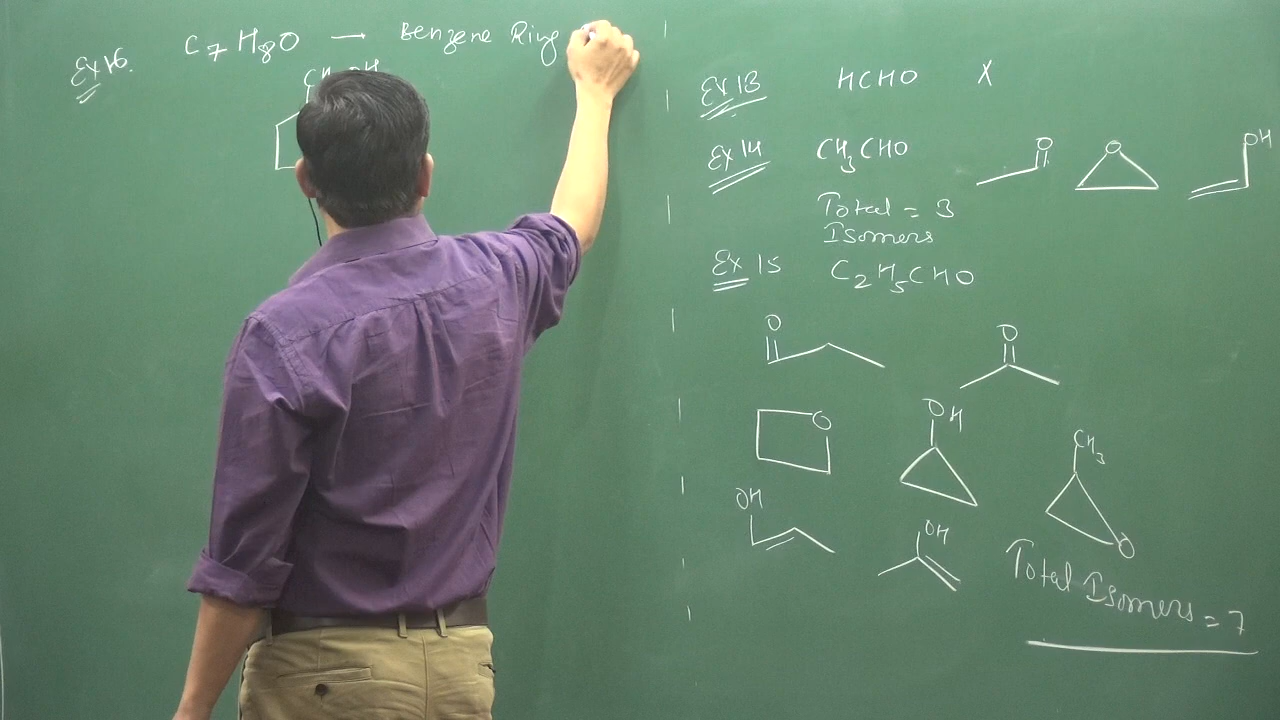 Ex 16. C7H8O → Benzene Ring
Ex 13 HCHO X
Ex 14 CH3CHO
O O OH
Total = 3
Isomers
Ex 15 C2H5CHO
O O
O OH CH3
O
OH OH
Total Isomers = 7